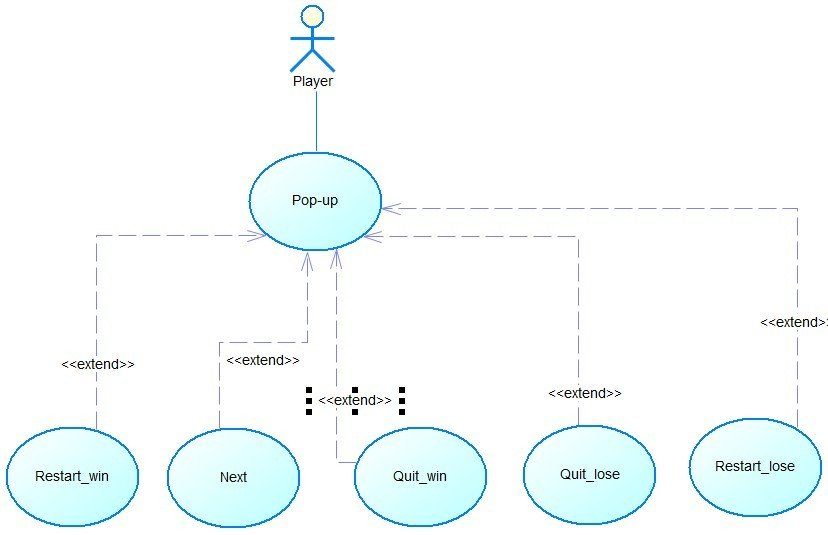 Player
Pop-up
<<extend>>
<<extend>>
<<extend>>
<<extend>>
<<extend>>
Restart_win
Next
Quit_win
Quit_lose
Restart_lose